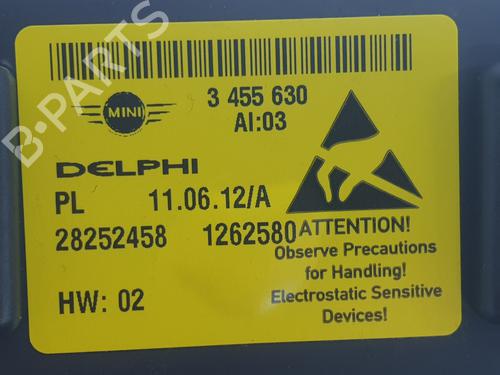 3 455 630
MINI
AI:03
DELPHI
PL 11.06.12/A
28252458 1262580
HW: 02
ATTENTION!
Observe Precautions
for Handling!
Electrostatic Sensitive
Devices!
B-PARTS